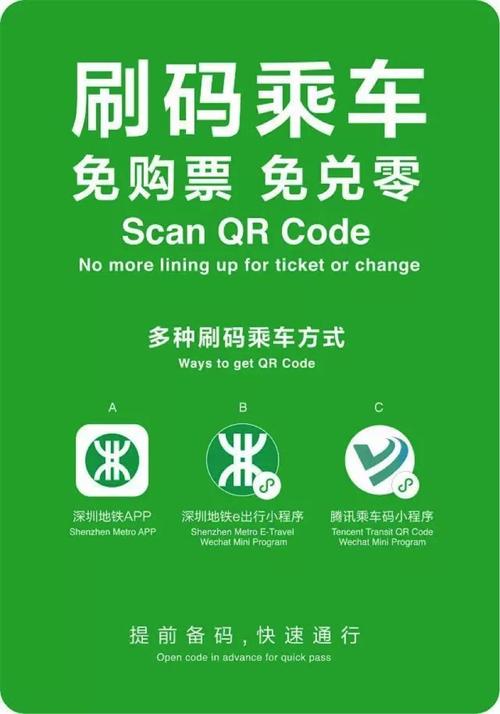 刷码乘车
免购票 免兑零
Scan QR Code
No more lining up for ticket or change
多种刷码乘车方式
Ways to get QR Code
A
深圳地铁APP
Shenzhen Metro APP
B
深圳地铁e出行小程序
Shenzhen Metro E-Travel
Wechat Mini Program
C
腾讯乘车码小程序
Tencent Transit QR Code
Wechat Mini Program
提前备码,快速通行
Open code in advance for quick pass